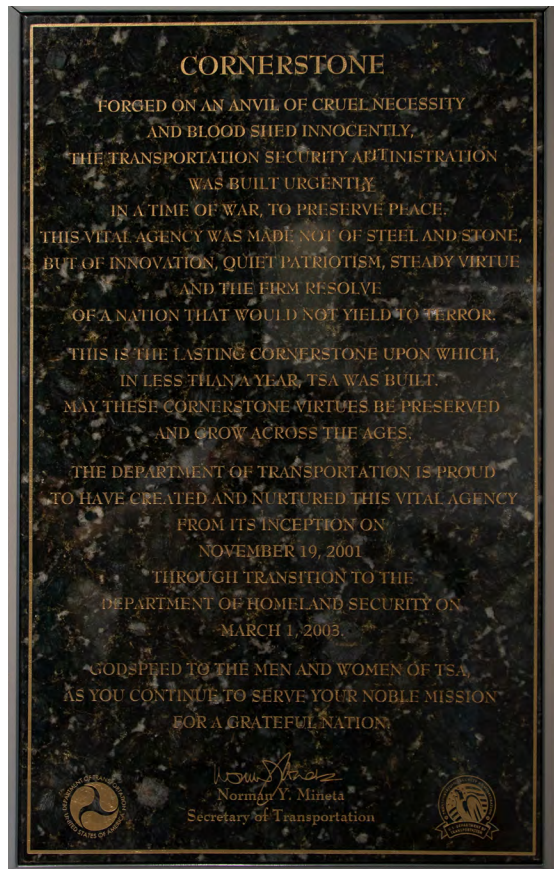 CORNERSTONE
FORGED ON AN ANVIL OF CRUEL NECESSITY
AND BLOOD SHED INNOCENTLY,
THE TRANSPORTATION SECURITY
WAS BUILT URGENTLY
IN A TIME OF WAR, TO PRESERVE PEACE.
THIS VITAL AGENCY WAS MADE NOT OF STEEL AND STONE,
BUT OF INNOVATION, QUIET PATRIOTISM, STEADY VIRTUE
AND THE FIRM RESOLVE
OF A NATION THAT WOULD NOT YIELD TO TERROR.
THIS IS THE LASTING CORNERSTONE UPON WHICH,
IN LESS THAN A YEAR, TSA WAS BUILT.
MAY THESE CORNERSTONE VIRTUES BE PRESERVED
AND GROW ACROSS THE AGES.
THE DEPARTMENT OF TRANSPORTATION IS PROUD
TO HAVE CREATED AND NURTURED THIS VITAL AGENCY
FROM ITS INCEPTION ON
NOVEMBER 19, 2001
THROUGH TRANSITION TO THE
DEPARTMENT OF HOMELAND SECURITY ON
MARCH 1, 2003.
GODSPEED TO THE MEN AND WOMEN OF TSA,
AS YOU CONTINUE TO SERVE YOUR NOBLE MISSION
FOR A GRATEFUL NATION.
Norman Y. Mineta
Secretary of Transportation
DEPARTMENT OF TRANSPORTATION
UNITED STATES OF AMERICA